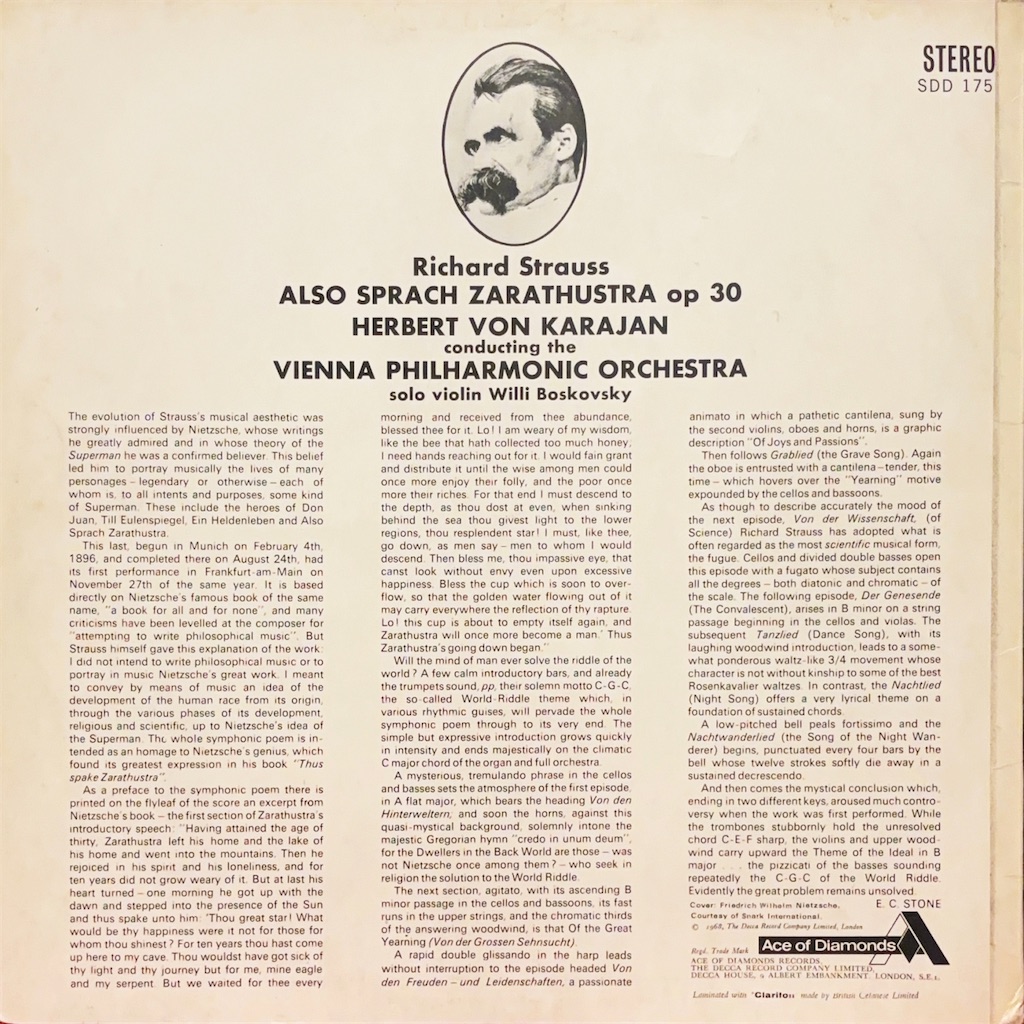 STEREO
SDD 175
Richard Strauss
ALSO SPRACH ZARATHUSTRA op 30
HERBERT VON KARAJAN
conducting the
VIENNA PHILHARMONIC ORCHESTRA
solo violin Willi Boskovsky
The evolution of Strauss's musical aesthetic was
strongly influenced by Nietzsche, whose writings
he greatly admired and in whose theory of the
Superman he was a confirmed believer. This belief
led him to portray musically the lives of many
personages – legendary or otherwise – each of
whom is, to all intents and purposes, some kind
of Superman. These include the heroes of Don
Juan, Till Eulenspiegel, Ein Heldenleben and Also
Sprach Zarathustra.
This last, begun in Munich on February 4th,
1896, and completed there on August 24th, had
its first performance in Frankfurt-am-Main on
November 27th of the same year. It is based
directly on Nietzsche's famous book of the same
name, "a book for all and for none", and many
criticisms have been levelled at the composer for
"attempting to write philosophical music". But
Strauss himself gave this explanation of the work:
I did not intend to write philosophical music or to
portray in music Nietzsche's great work. I meant
to convey by means of music an idea of the
development of the human race from its origin,
through the various phases of its development,
religious and scientific, up to Nietzsche's idea of
the Superman. The whole symphonic poem is in-
tended as an homage to Nietzsche's genius, which
found its greatest expression in his book "Thus
spake Zarathustra".
As a preface to the symphonic poem there is
printed on the flyleaf of the score an excerpt from
Nietzsche's book – the first section of Zarathustra's
introductory speech: "Having attained the age of
thirty, Zarathustra left his home and the lake of
his home and went into the mountains. Then he
rejoiced in his spirit and his loneliness, and for
ten years did not grow weary of it. But at last his
heart turned – one morning he got up with the
dawn and stepped into the presence of the Sun
and thus spake unto him: 'Thou great star! What
would be thy happiness were it not for those for
whom thou shinest? For ten years thou hast come
up here to my cave. Thou wouldst have got sick of
thy light and thy journey but for me, mine eagle
and my serpent. But we waited for thee every
morning and received from thee abundance,
blessed thee for it. Lo! I am weary of my wisdom,
like the bee that hath collected too much honey;
I need hands reaching out for it. I would fain grant
and distribute it until the wise among men could
once more enjoy their folly, and the poor once
more their riches. For that end I must descend to
the depth, as thou dost at even, when sinking
behind the sea thou givest light to the lower
regions, thou resplendent star! I must, like thee,
go down, as men say – men to whom I would
descend. Then bless me, thou impassive eye, that
canst look without envy even upon excessive
happiness. Bless the cup which is soon to over-
flow, so that the golden water flowing out of it
may carry everywhere the reflection of thy rapture.
Lo! this cup is about to empty itself again, and
Zarathustra will once more become a man.' Thus
Zarathustra's going down began."
Will the mind of man ever solve the riddle of the
world? A few calm introductory bars, and already
the trumpets sound, pp, their solemn motto C-G-C,
the so-called World-Riddle theme which, in
various rhythmic guises, will pervade the whole
symphonic poem through to its very end. The
simple but expressive introduction grows quickly
in intensity and ends majestically on the climatic
C major chord of the organ and full orchestra.
A mysterious, tremulando phrase in the cellos
and basses sets the atmosphere of the first episode,
in A flat major, which bears the heading Von den
Hinterweltern, and soon the horns, against this
quasi-mystical background, solemnly intone the
majestic Gregorian hymn "credo in unum deum",
for the Dwellers in the Back World are those – was
not Nietzsche once among them? – who seek in
religion the solution to the World Riddle.
The next section, agitato, with its ascending B
minor passage in the cellos and bassoons, its fast
runs in the upper strings, and the chromatic thirds
of the answering woodwind, is that Of the Great
Yearning (Von der Grossen Sehnsucht).
A rapid double glissando in the harp leads
without interruption to the episode headed Von
den Freuden – und Leidenschaften, a passionate
animato in which a pathetic cantilena, sung by
the second violins, oboes and horns, is a graphic
description "Of Joys and Passions".
Then follows Grablied (the Grave Song). Again
the oboe is entrusted with a cantilena – tender, this
time – which hovers over the "Yearning" motive
expounded by the cellos and bassoons.
As though to describe accurately the mood of
the next episode, Von der Wissenschaft, (of
Science) Richard Strauss has adopted what is
often regarded as the most scientific musical form,
the fugue. Cellos and divided double basses open
this episode with a fugato whose subject contains
all the degrees – both diatonic and chromatic – of
the scale. The following episode, Der Genesende
(The Convalescent), arises in B minor on a string
passage beginning in the cellos and violas. The
subsequent Tanzlied (Dance Song), with its
laughing woodwind introduction, leads to a some-
what ponderous waltz-like 3/4 movement whose
character is not without kinship to some of the best
Rosenkavalier waltzes. In contrast, the Nachtlied
(Night Song) offers a very lyrical theme on a
foundation of sustained chords.
A low-pitched bell peals fortissimo and the
Nachtwanderlied (the Song of the Night Wan-
derer) begins, punctuated every four bars by the
bell whose twelve strokes softly die away in a
sustained decrescendo.
And then comes the mystical conclusion which,
ending in two different keys, aroused much contro-
versy when the work was first performed. While
the trombones stubbornly hold the unresolved
chord C-E-F sharp, the violins and upper wood-
wind carry upward the Theme of the Ideal in B
major . . . the pizzicati of the basses sounding
repeatedly the C-G-C of the World Riddle.
Evidently the great problem remains unsolved.
E. C. STONE
Cover: Friedrich Wilhelm Nietzsche.
Courtesy of Snark International.
© 1968, The Decca Record Company Limited, London
Regd. Trade Mark
Ace of Diamonds
ACE OF DIAMONDS RECORDS,
THE DECCA RECORD COMPANY LIMITED,
DECCA HOUSE, 9 ALBERT EMBANKMENT, LONDON, S.E.1.
Laminated with 'Clarifoil' made by British Celanese Limited